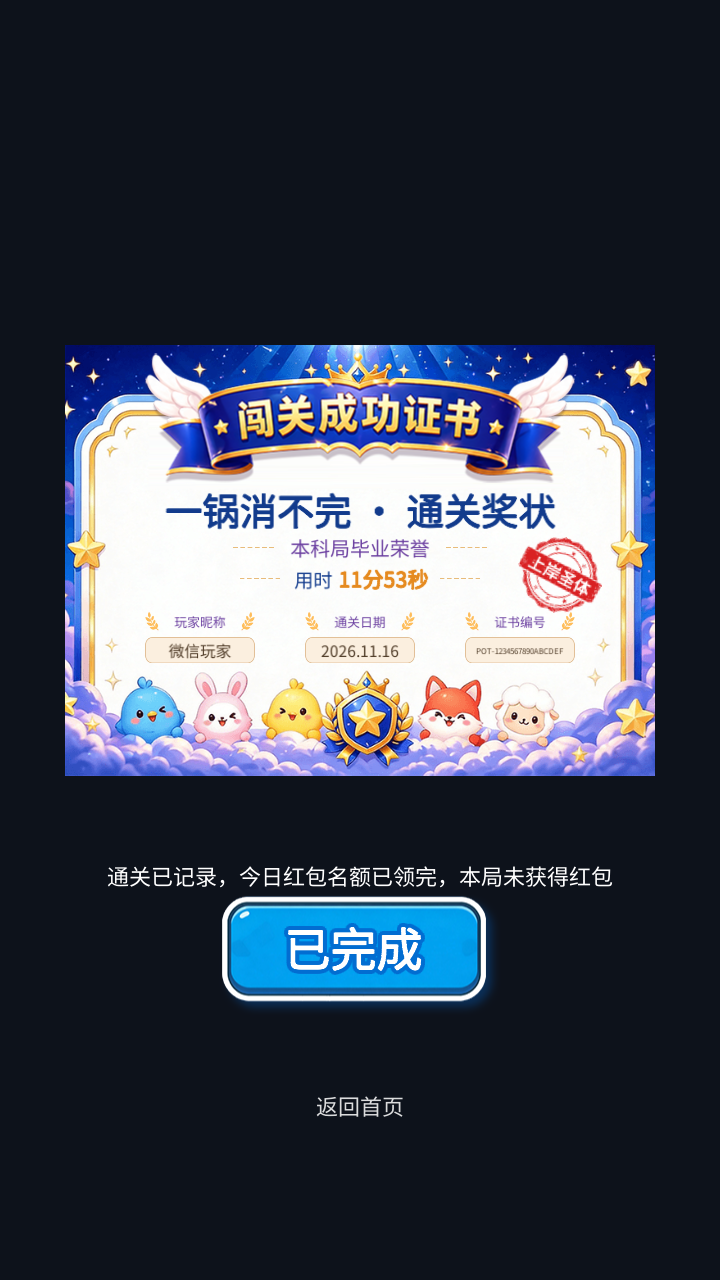 闯关成功证书
一锅消不完 · 通关奖状
本科局毕业荣誉
用时 11分53秒
上岸圣体
玩家昵称 通关日期 证书编号
微信玩家 2026.11.16 POT-1234567890ABCDEF
通关已记录，今日红包名额已领完，本局未获得红包
已完成
返回首页